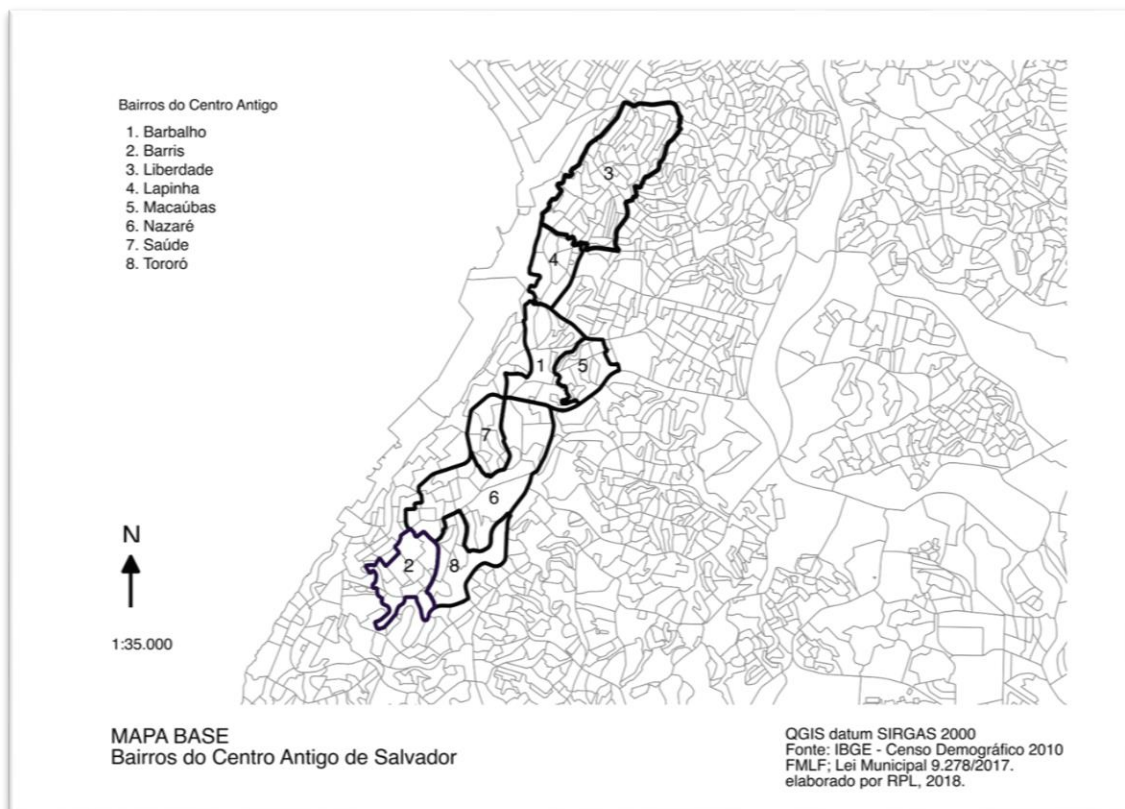 Bairros do Centro Antigo
1. Barbalho
2. Barris
3. Liberdade
4. Lapinha
5. Macaúbas
6. Nazaré
7. Saúde
8. Tororó
3
4
1
5
7
6
2
8
N
1:35.000
MAPA BASE
Bairros do Centro Antigo de Salvador
QGIS datum SIRGAS 2000
Fonte: IBGE - Censo Demográfico 2010
FMLF; Lei Municipal 9.278/2017.
elaborado por RPL, 2018.